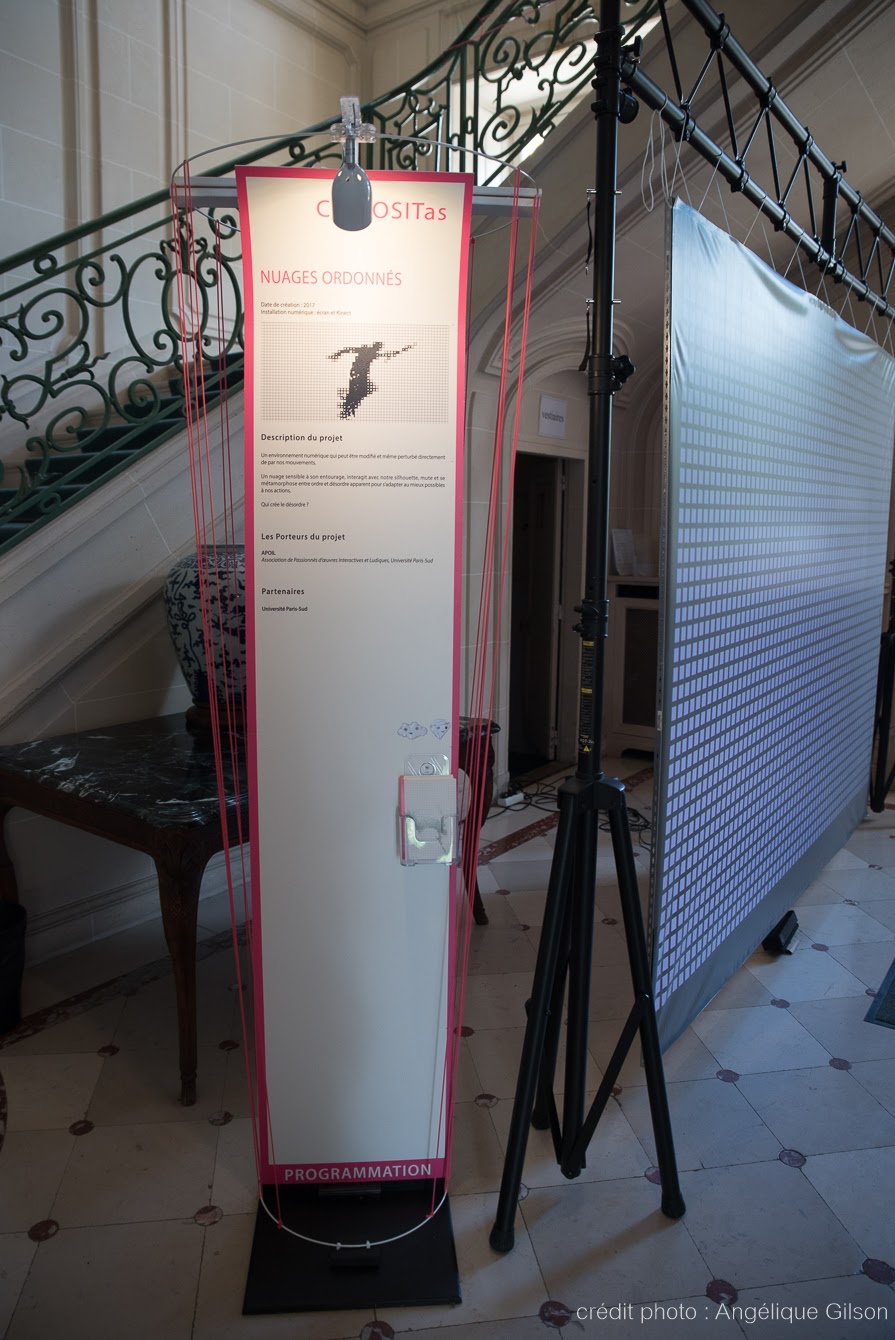 OSITas
NUAGES ORDONNÉS
Date de création : 2017
Installation numérique : écran et Kinect
Description du projet
Un environnement numérique qui peut être modifié et même perturbé directement
de par nos mouvements.
Un nuage sensible à son entourage, interagit avec notre silhouette, mute et se
métamorphose entre ordre et désordre apparent pour s'adapter au mieux possibles
à nos actions.
Qui crée le désordre ?
Les Porteurs du projet
APOIL
Association de Passionnés d'œuvres Interactives et Ludiques, Université Paris-Sud
Partenaires
Université Paris-Sud
PROGRAMMATION
crédit photo : Angélique Gilson